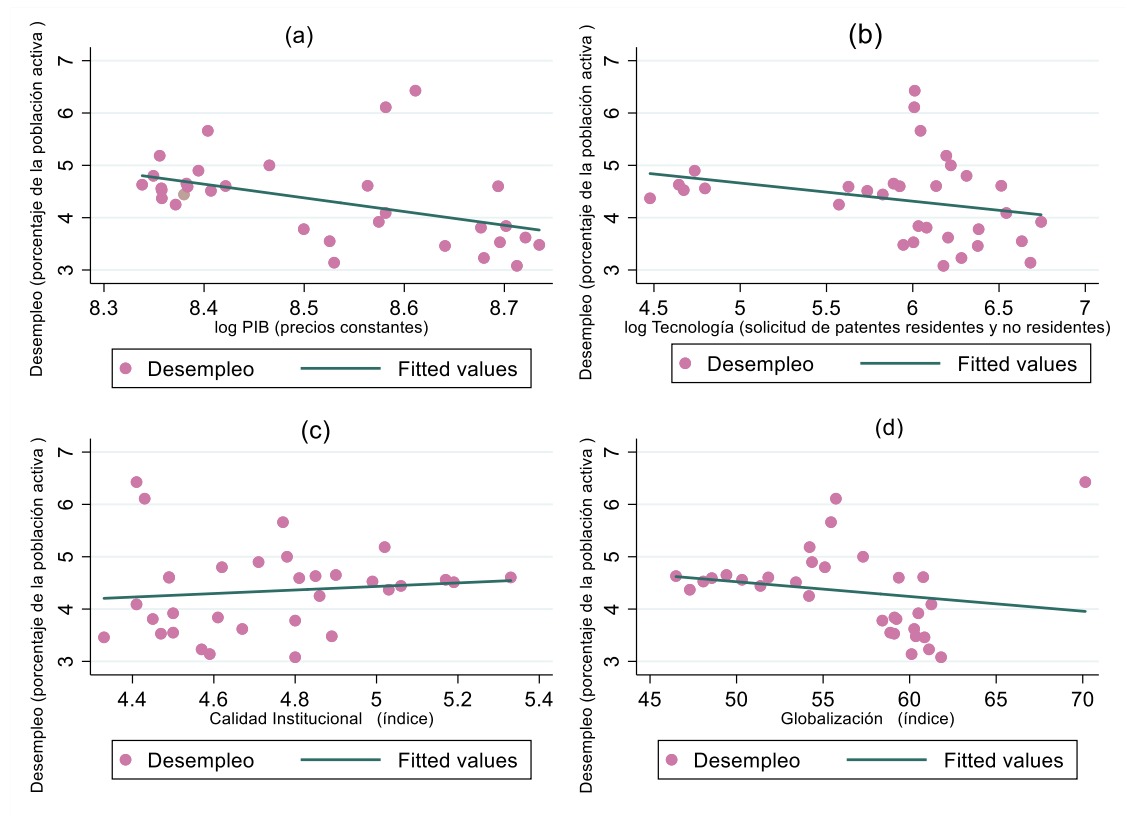 (a)
Desempleo (porcentaje de la población activa )
7
6
5
4
3
8.3 8.4 8.5 8.6 8.7
log PIB (precios constantes)
Desempleo Fitted values
(b)
Desempleo (porcentaje de la población activa )
7
6
5
4
3
4.5 5 5.5 6 6.5 7
log Tecnología (solicitud de patentes residentes y no residentes)
Desempleo Fitted values
(c)
Desempleo (porcentaje de la población activa )
7
6
5
4
3
4.4 4.6 4.8 5 5.2 5.4
Calidad Institucional (índice)
Desempleo Fitted values
(d)
Desempleo (porcentaje de la población activa )
7
6
5
4
3
45 50 55 60 65 70
Globalización (índice)
Desempleo Fitted values